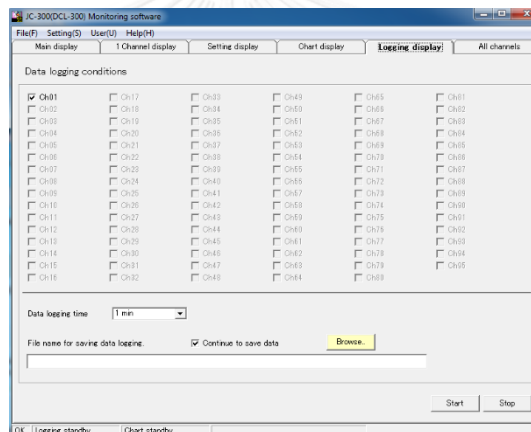 JC-300(DCL-300) Monitoring software
File(F) Setting(S) User(U) Help(H)
Main display 1 Channel display Setting display Chart display Logging display All channels
Data logging conditions
Ch01 Ch17 Ch33 Ch49 Ch65 Ch81
Ch02 Ch18 Ch34 Ch50 Ch66 Ch82
Ch03 Ch19 Ch35 Ch51 Ch67 Ch83
Ch04 Ch20 Ch36 Ch52 Ch68 Ch84
Ch05 Ch21 Ch37 Ch53 Ch69 Ch85
Ch06 Ch22 Ch38 Ch54 Ch70 Ch86
Ch07 Ch23 Ch39 Ch55 Ch71 Ch87
Ch08 Ch24 Ch40 Ch56 Ch72 Ch88
Ch09 Ch25 Ch41 Ch57 Ch73 Ch89
Ch10 Ch26 Ch42 Ch58 Ch74 Ch90
Ch11 Ch27 Ch43 Ch59 Ch75 Ch91
Ch12 Ch28 Ch44 Ch60 Ch76 Ch92
Ch13 Ch29 Ch45 Ch61 Ch77 Ch93
Ch14 Ch30 Ch46 Ch62 Ch78 Ch94
Ch15 Ch31 Ch47 Ch63 Ch79 Ch95
Ch16 Ch32 Ch48 Ch64 Ch80
Data logging time 1 min
File name for saving data logging. Continue to save data Browse..
Start Stop
OK Logging standby Chart standby